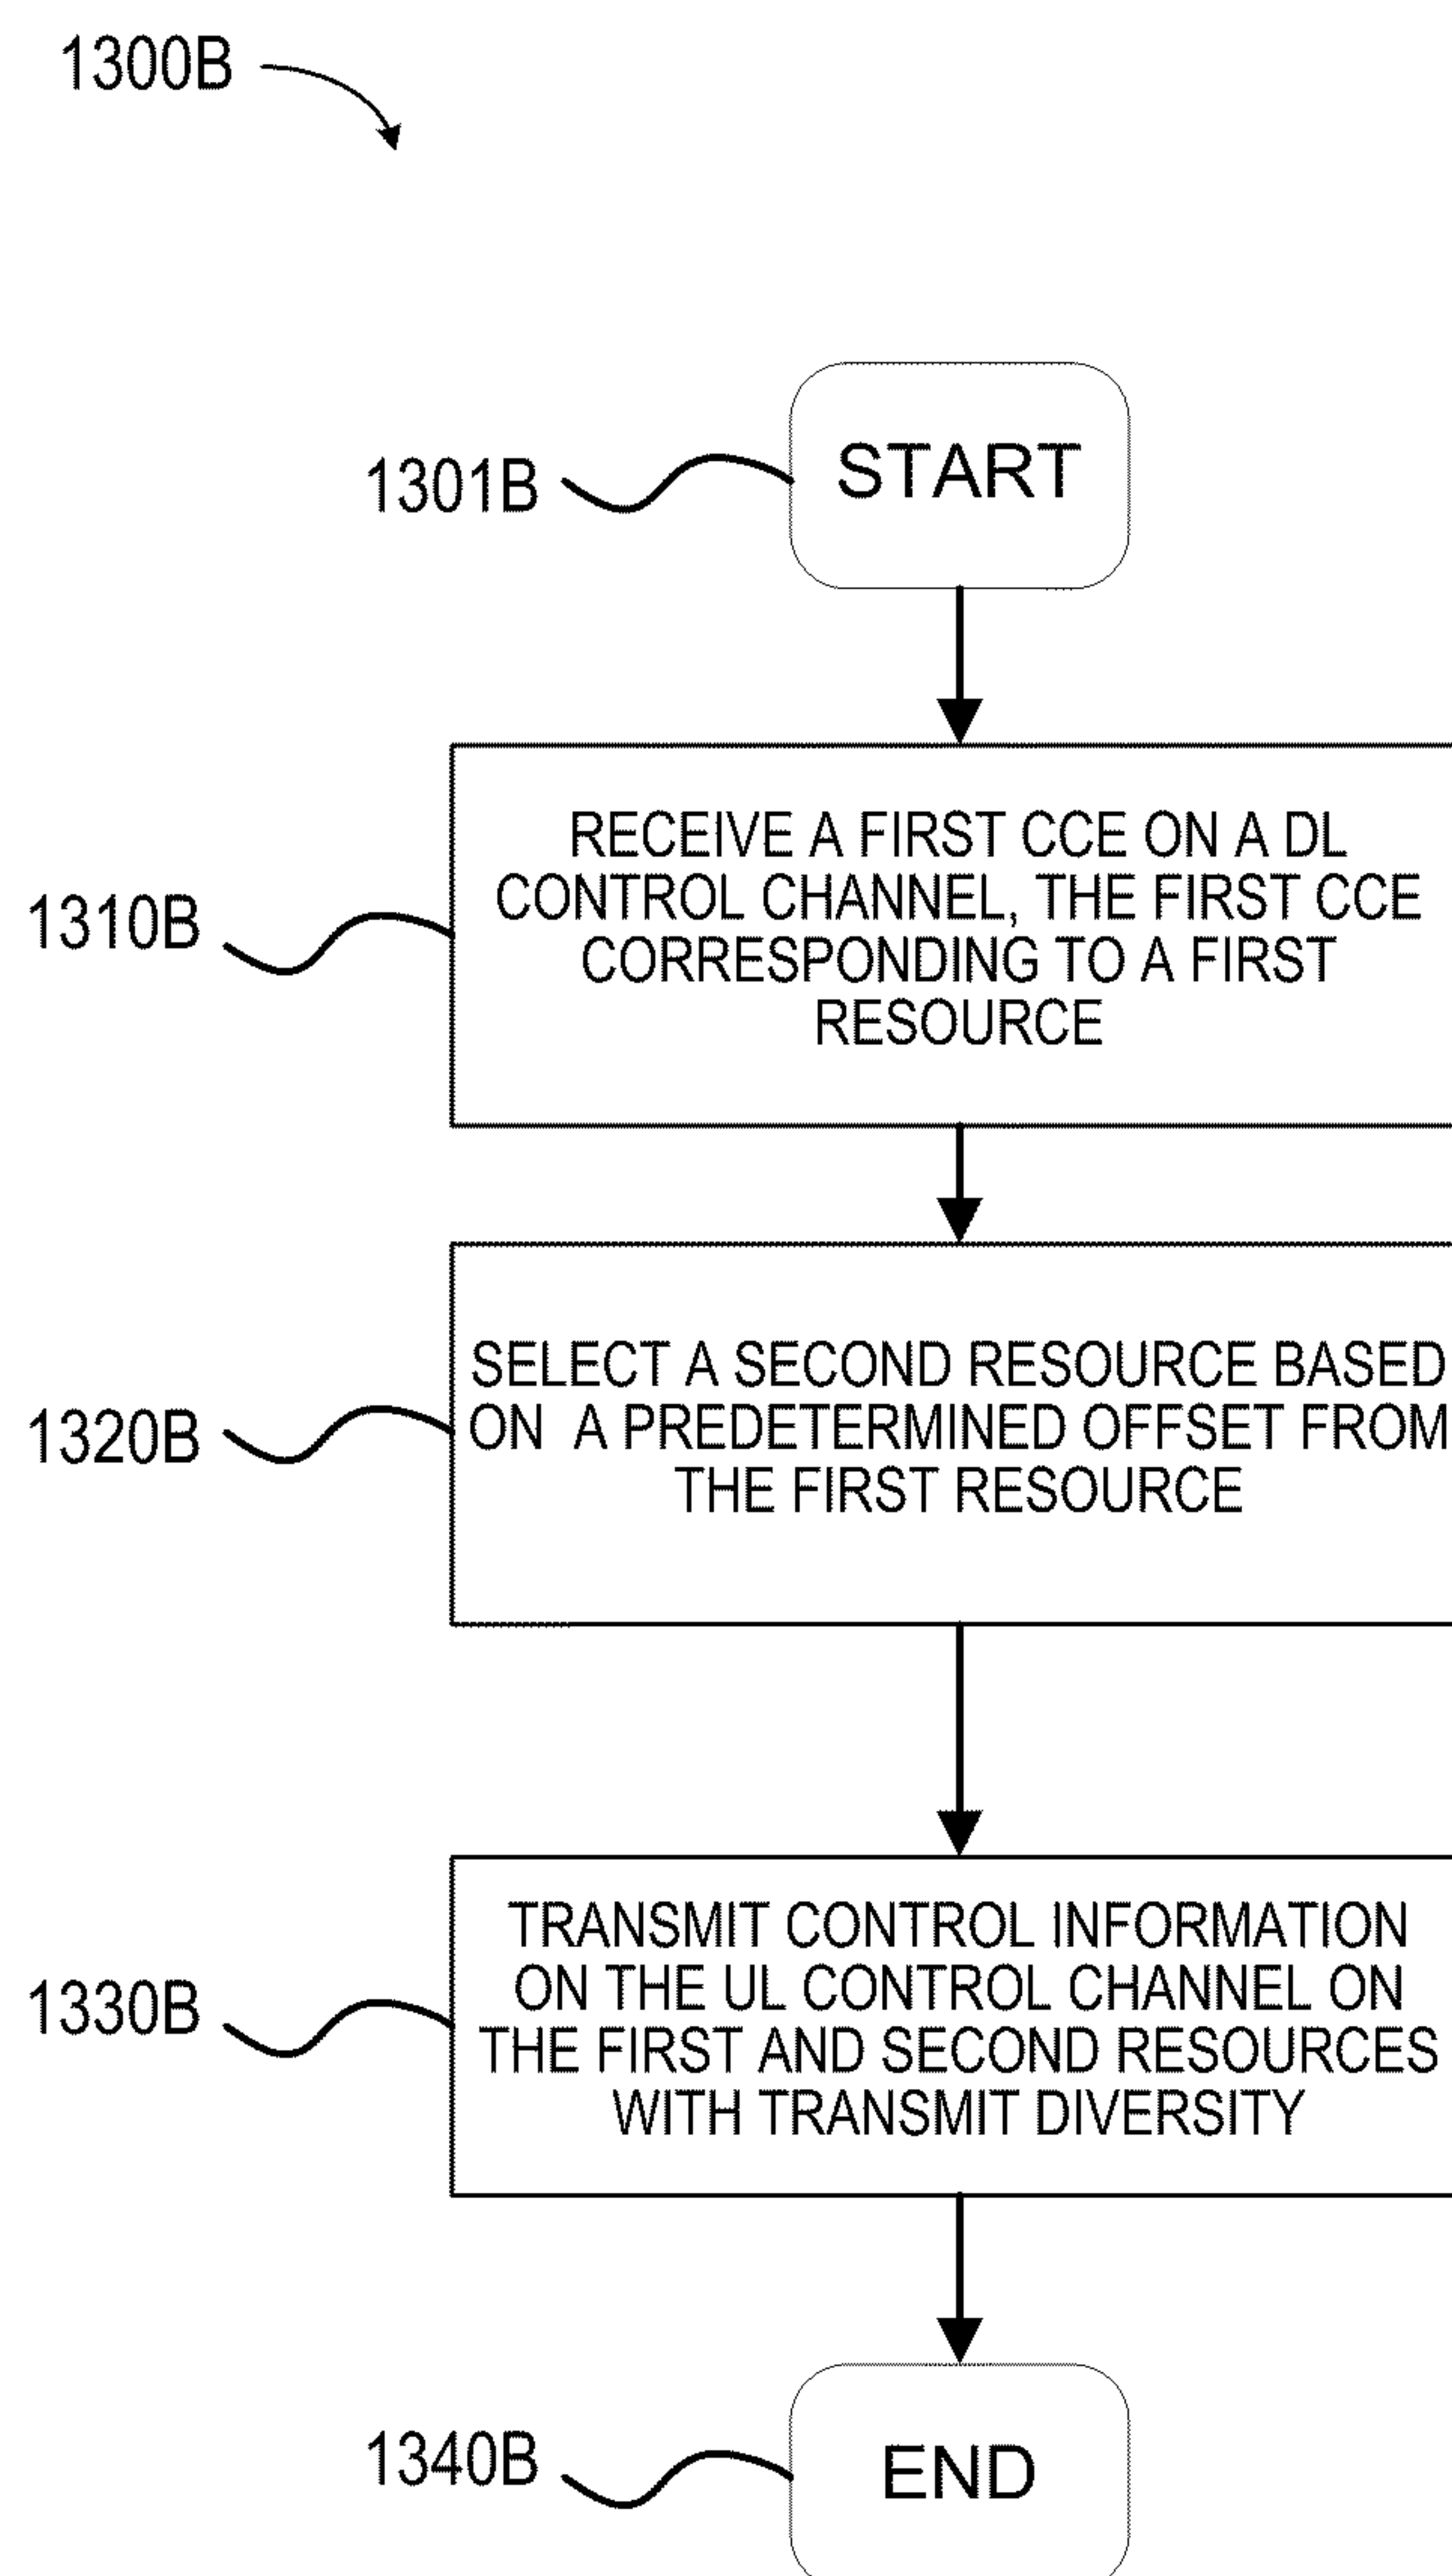 1300B
1301B
START
1310B
RECEIVE A FIRST CCE ON A DL
CONTROL CHANNEL, THE FIRST CCE
CORRESPONDING TO A FIRST
RESOURCE
1320B
SELECT A SECOND RESOURCE BASED
ON A PREDETERMINED OFFSET FROM
THE FIRST RESOURCE
1330B
TRANSMIT CONTROL INFORMATION
ON THE UL CONTROL CHANNEL ON
THE FIRST AND SECOND RESOURCES
WITH TRANSMIT DIVERSITY
1340B
END